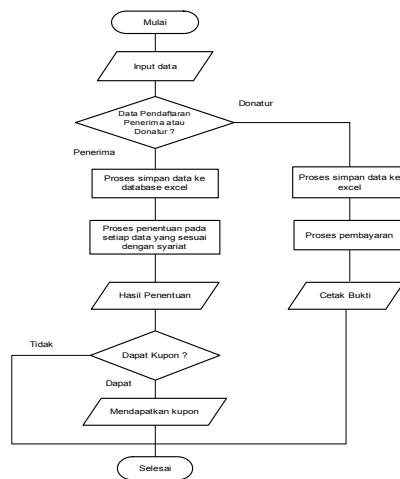 Mulai
Input data
Data Pendaftaran
Penerima atau
Donatur ?
Donatur
Penerima
Proses simpan data ke
database excel
Proses simpan data ke
excel
Proses penentuan pada
setiap data yang sesuai
dengan syariat
Proses pembayaran
Hasil Penentuan
Cetak Bukti
Tidak
Dapat Kupon ?
Dapat
Mendapatkan kupon
Selesai